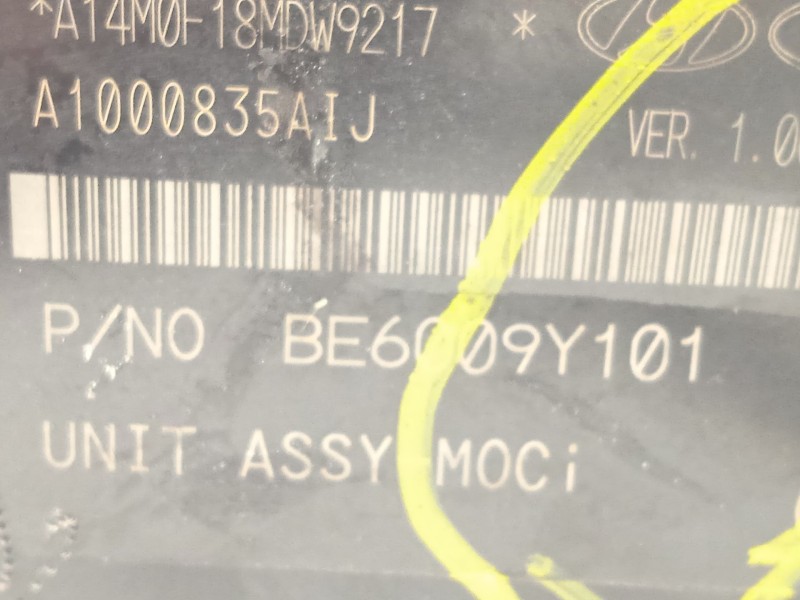 *A14M0F18MDW9217 *
A1000835AIJ
VER. 1.0
P/NO BE6009Y101
UNIT ASSY MOCi